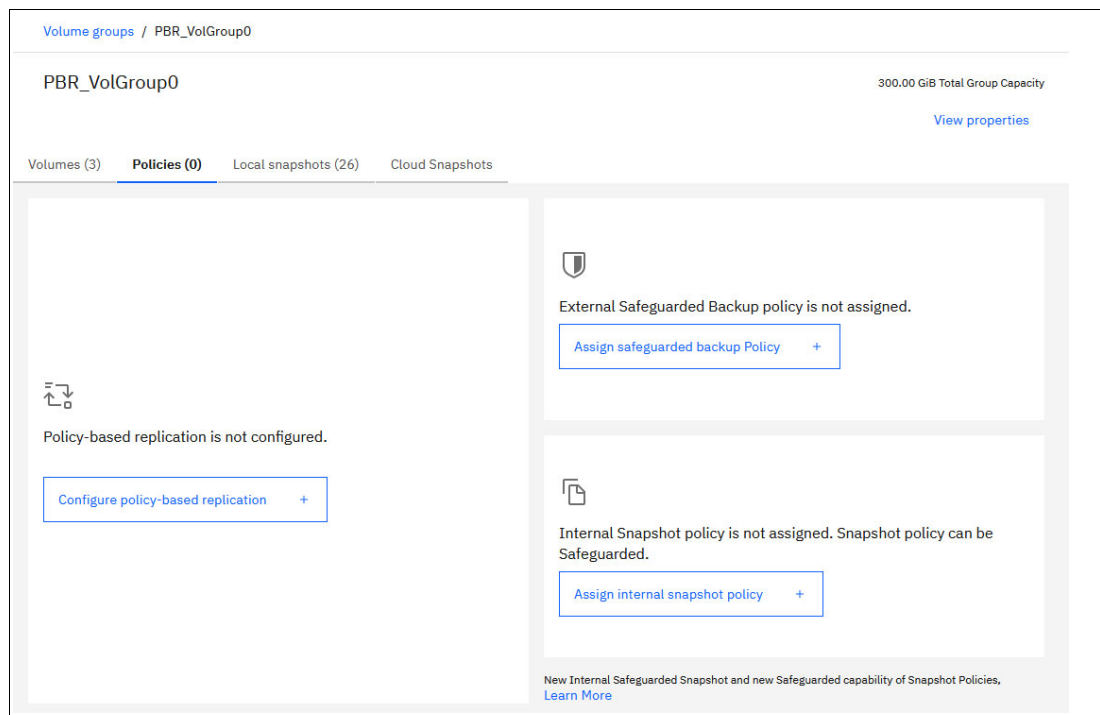 Volume groups / PBR_VolGroup0
PBR_VolGroup0
300.00 GiB Total Group Capacity
View properties
Volumes (3) Policies (0) Local snapshots (26) Cloud Snapshots
Policy-based replication is not configured.
Configure policy-based replication +
External Safeguarded Backup policy is not assigned.
Assign safeguarded backup Policy +
Internal Snapshot policy is not assigned. Snapshot policy can be
Safeguarded.
Assign internal snapshot policy +
New Internal Safeguarded Snapshot and new Safeguarded capability of Snapshot Policies,
Learn More